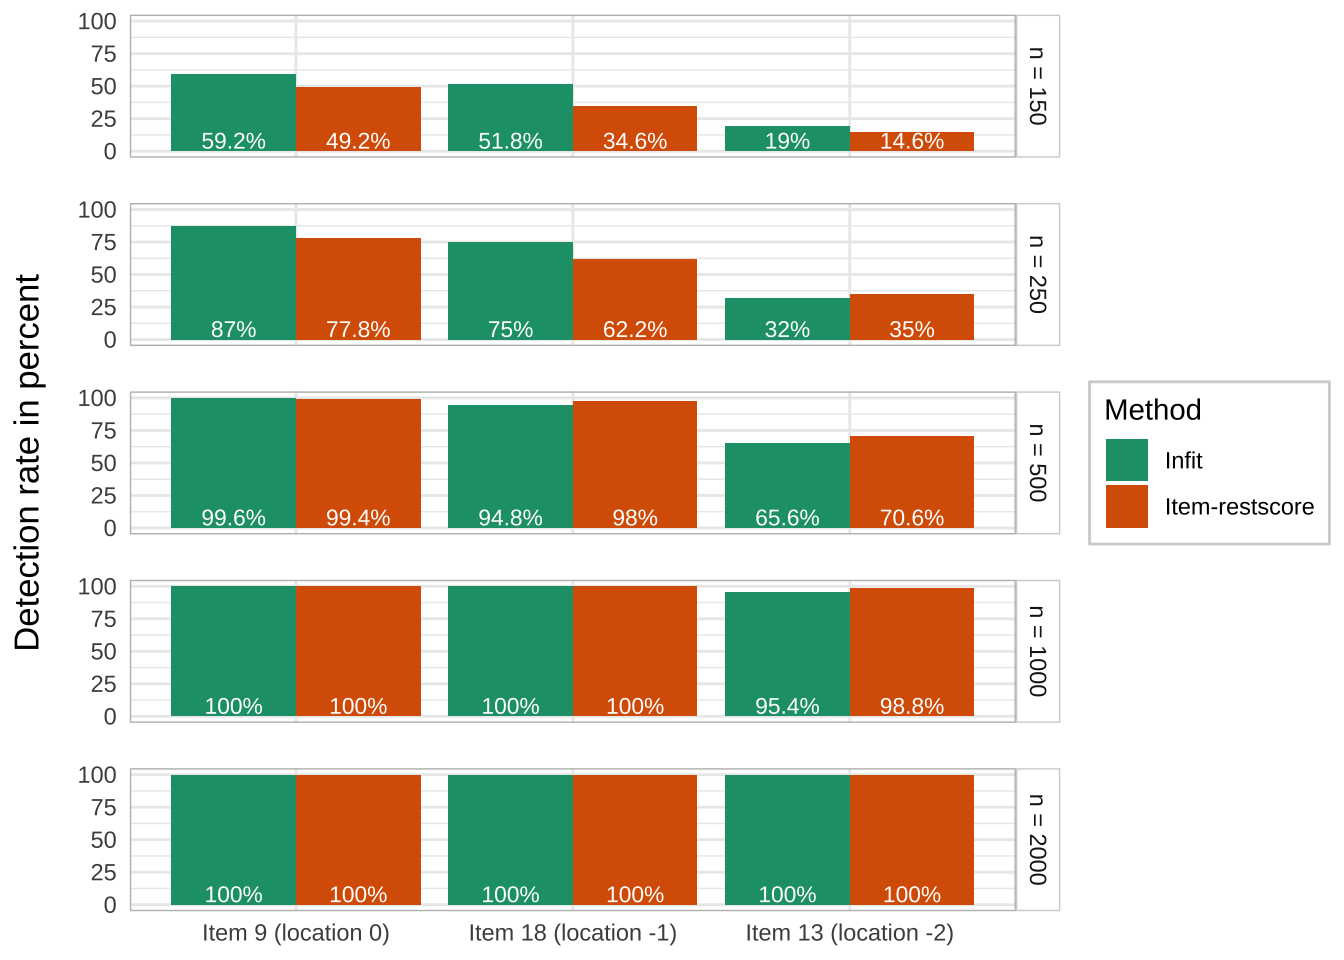 Detection rate in percent
100
75
50
25
0
59.2% 49.2% 51.8% 34.6% 19% 14.6%
n = 150
100
75
50
25
0
87% 77.8% 75% 62.2% 32% 35%
n = 250
100
75
50
25
0
99.6% 99.4% 94.8% 98% 65.6% 70.6%
n = 500
100
75
50
25
0
100% 100% 100% 100% 95.4% 98.8%
n = 1000
100
75
50
25
0
100% 100% 100% 100% 100% 100%
n = 2000
Item 9 (location 0) Item 18 (location -1) Item 13 (location -2)
Method
Infit
Item-restscore